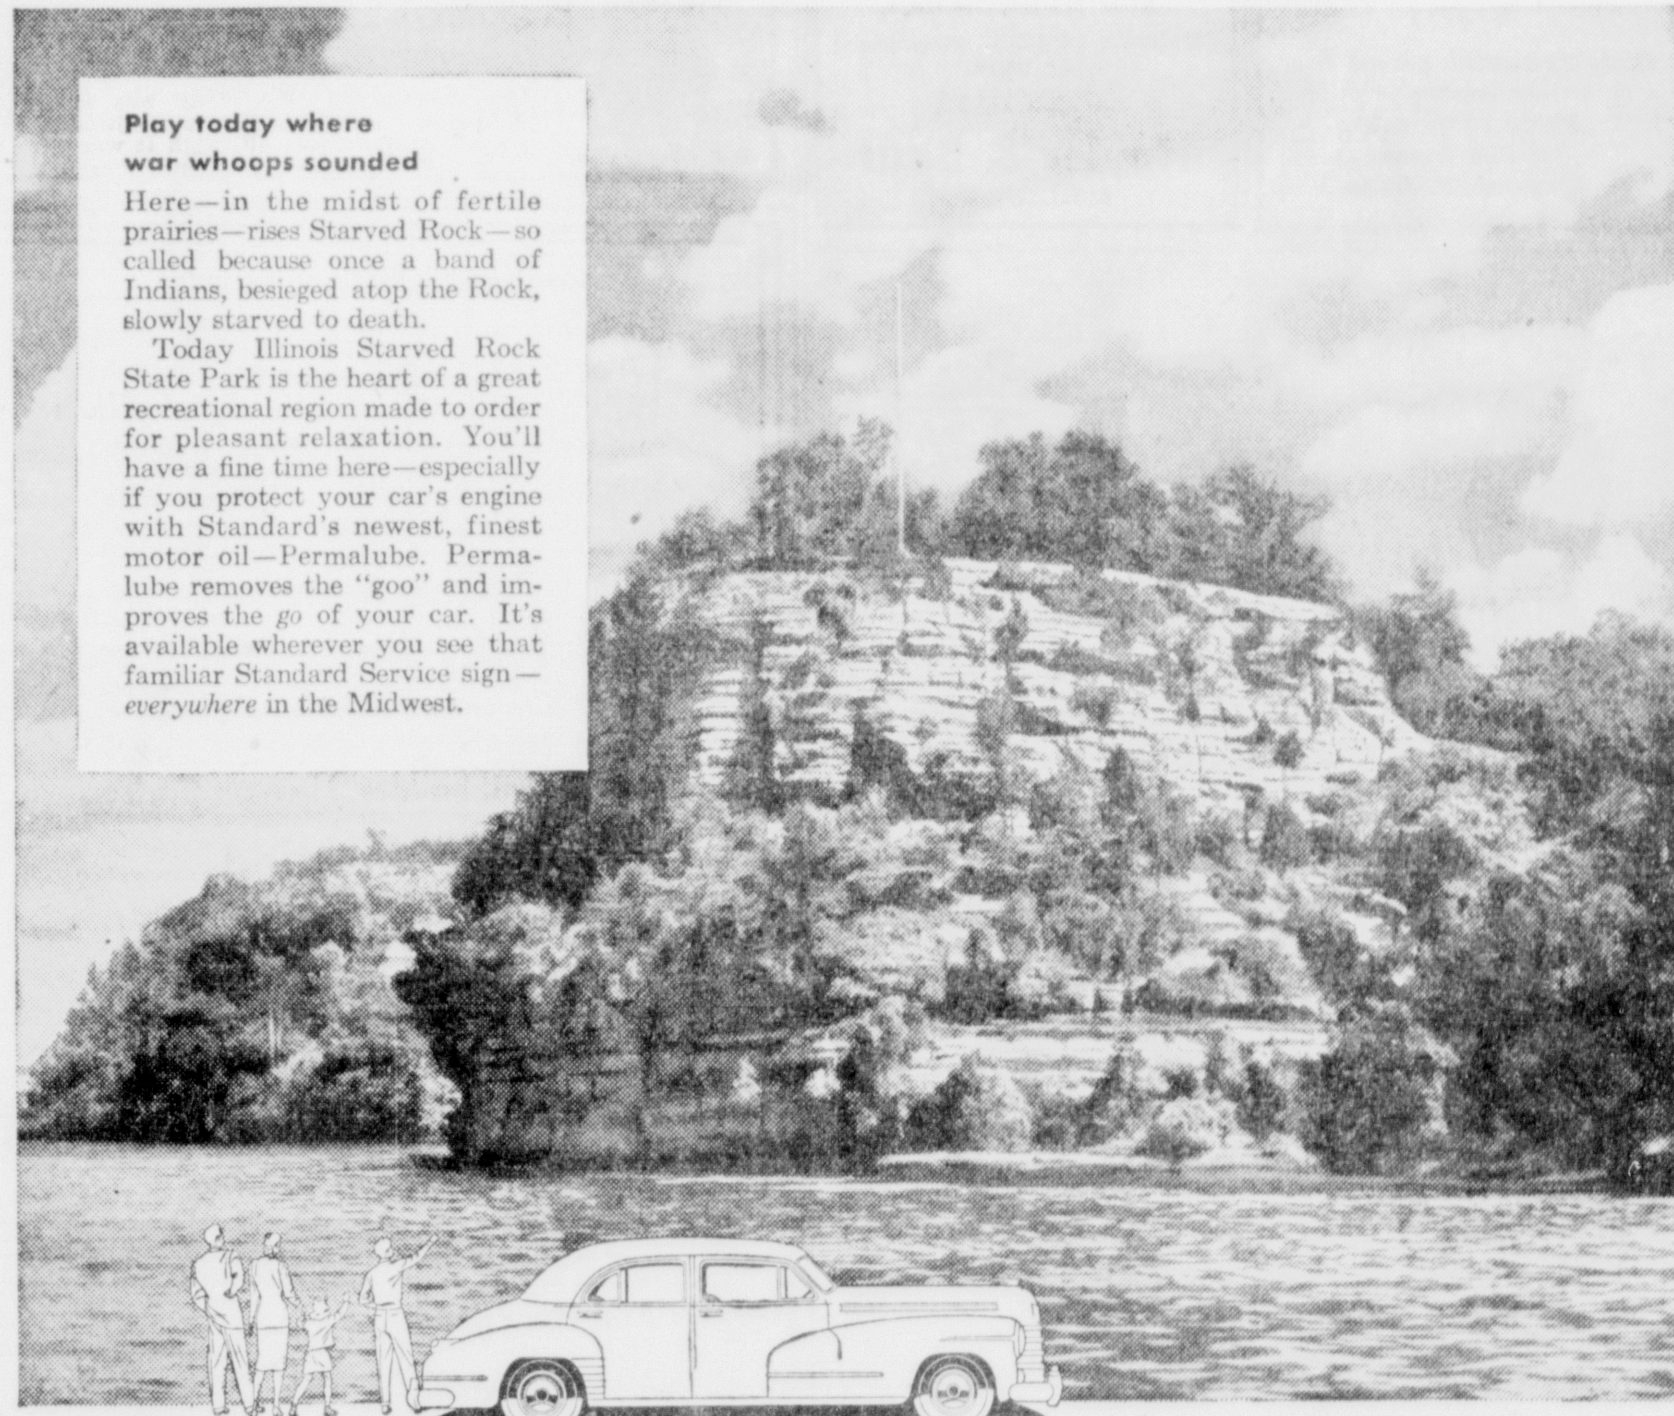 Play today where
war whoops sounded
Here—in the midst of fertile
prairies—rises Starved Rock—so
called because once a band of
Indians, besieged atop the Rock,
slowly starved to death.
Today Illinois Starved Rock
State Park is the heart of a great
recreational region made to order
for pleasant relaxation. You'll
have a fine time here—especially
if you protect your car's engine
with Standard's newest, finest
motor oil—Permalube. Perma-
lube removes the “goo” and im-
proves the go of your car. It's
available wherever you see that
familiar Standard Service sign—
everywhere in the Midwest.